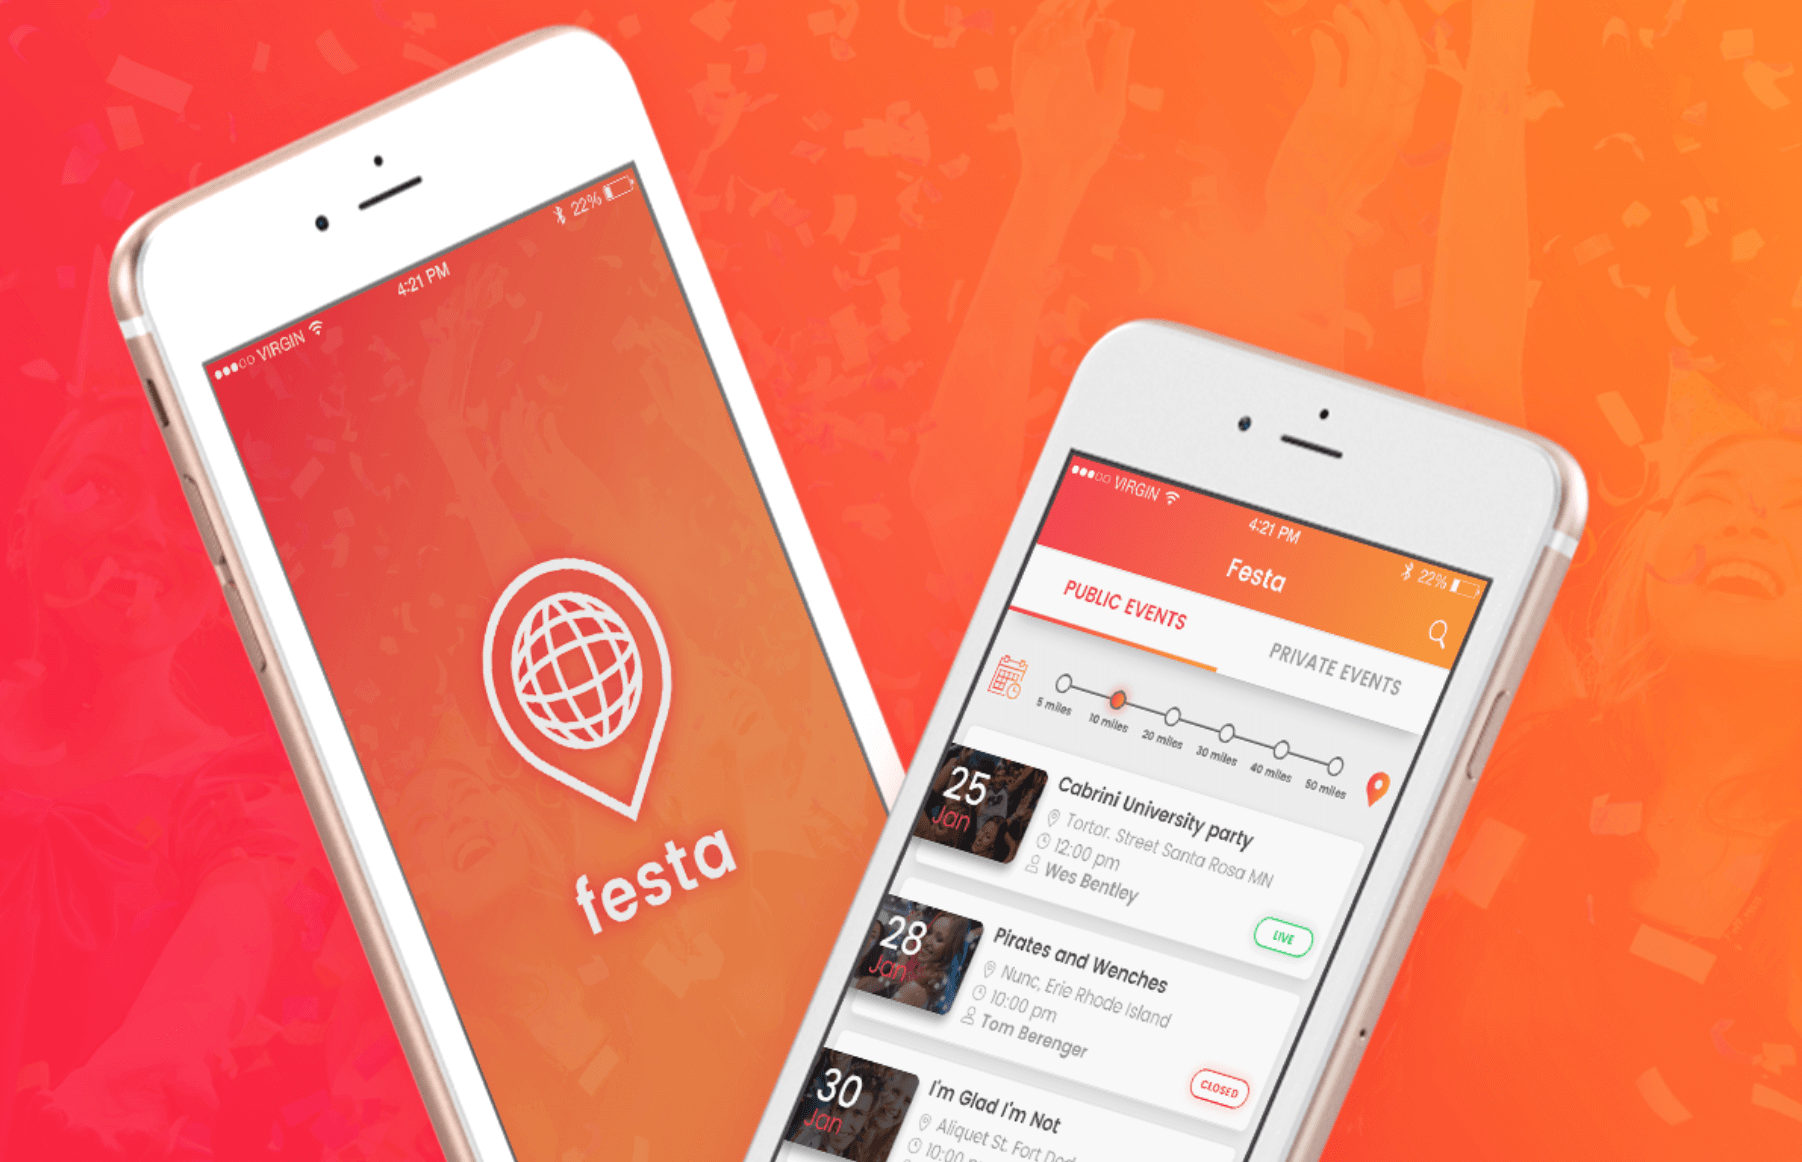 VIRGIN
4:21 PM
22%
festa
VIRGIN
4:21 PM
22%
Festa
PUBLIC EVENTS
PRIVATE EVENTS
5 miles
10 miles
20 miles
30 miles
40 miles
50 miles
25
Jan
Cabrini University party
Tortor. Street Santa Rosa MN
12:00 pm
Wes Bentley
LIVE
28
Jan
Pirates and Wenches
Nunc, Erie Rhode Island
10:00 pm
Tom Berenger
CLOSED
30
Jan
I'm Glad I'm Not
Aliquet St. Fort
10:00